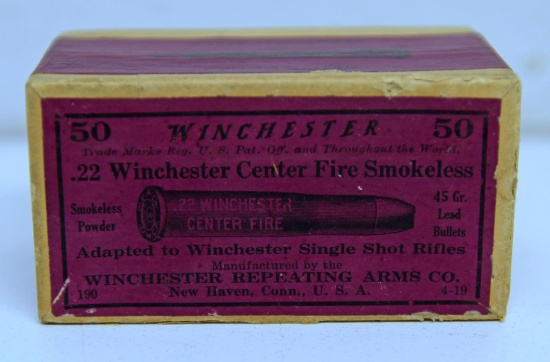 50 WINCHESTER 50
Trade Marks Reg. U. S. Pat. Off. and Throughout the World.
.22 Winchester Center Fire Smokeless
Smokeless
Powder
.22 WINCHESTER
CENTER FIRE
45 Gr.
Lead
Bullets
Adapted to Winchester Single Shot Rifles
Manufactured by the
WINCHESTER REPEATING ARMS CO.
190 New Haven, Conn., U. S. A. 4-19